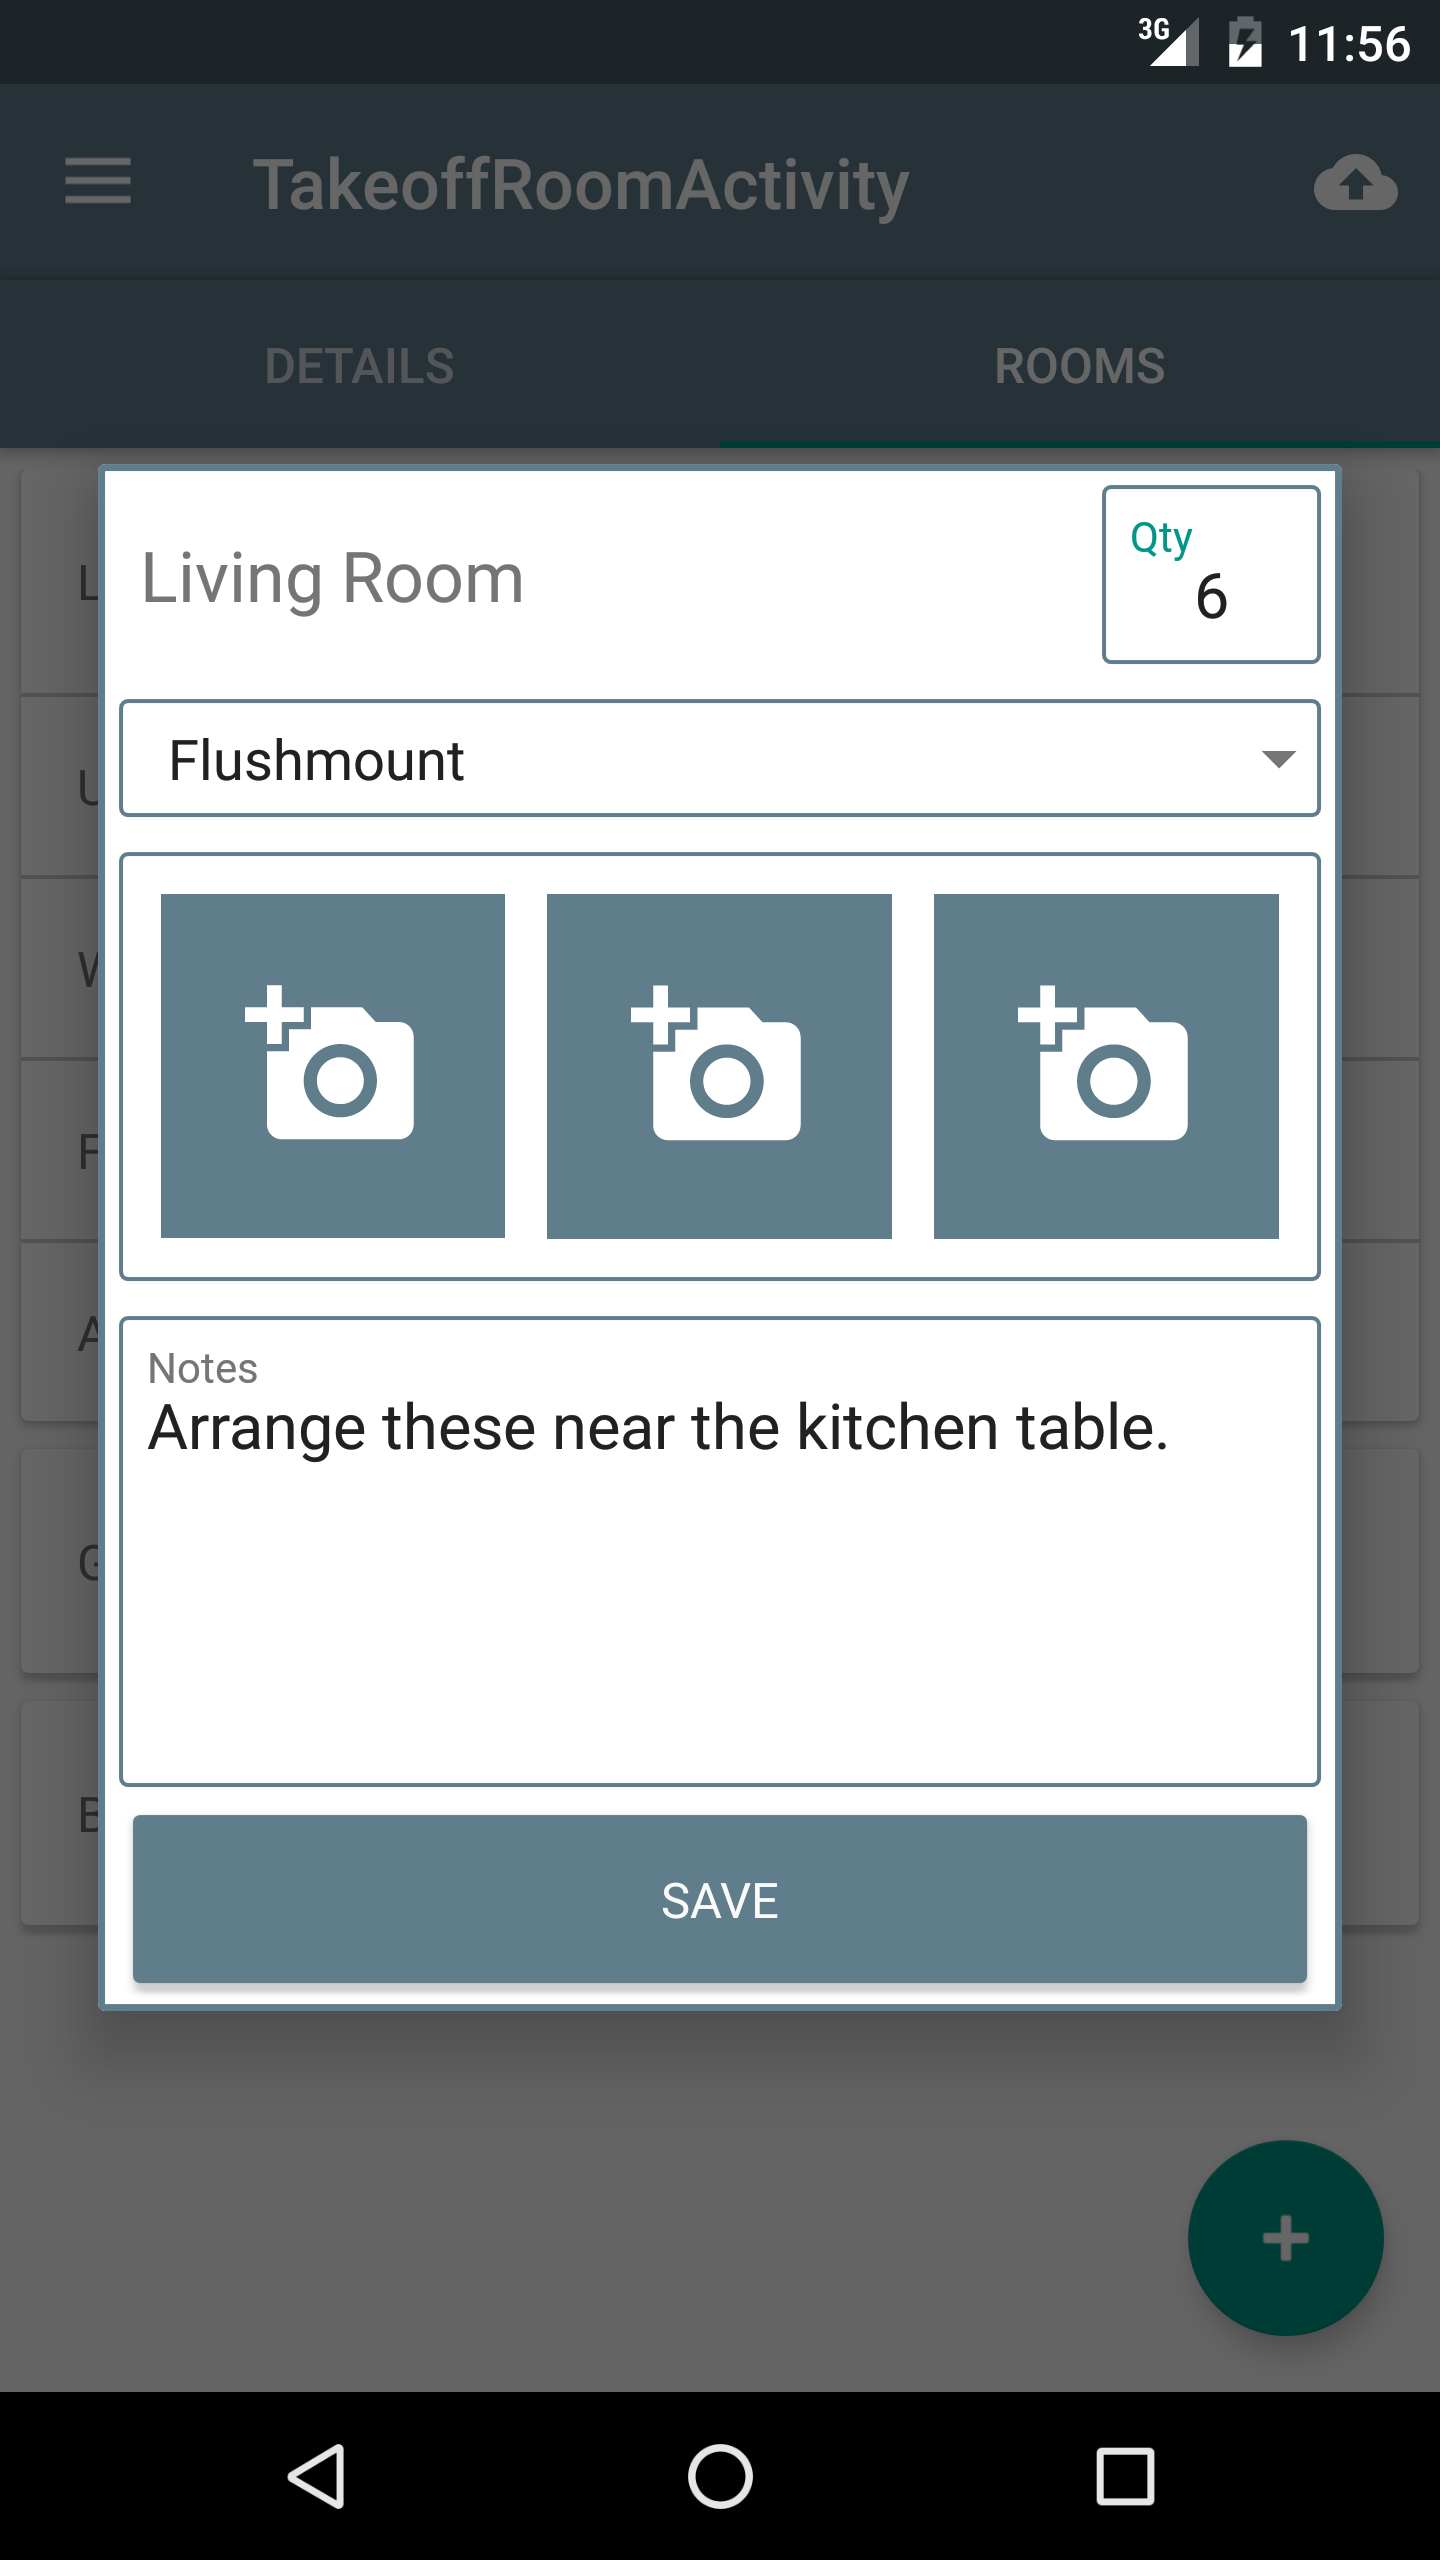 3G 11:56
TakeoffRoomActivity
DETAILS ROOMS
Living Room
Qty
6
Flushmount
Notes
Arrange these near the kitchen table.
SAVE